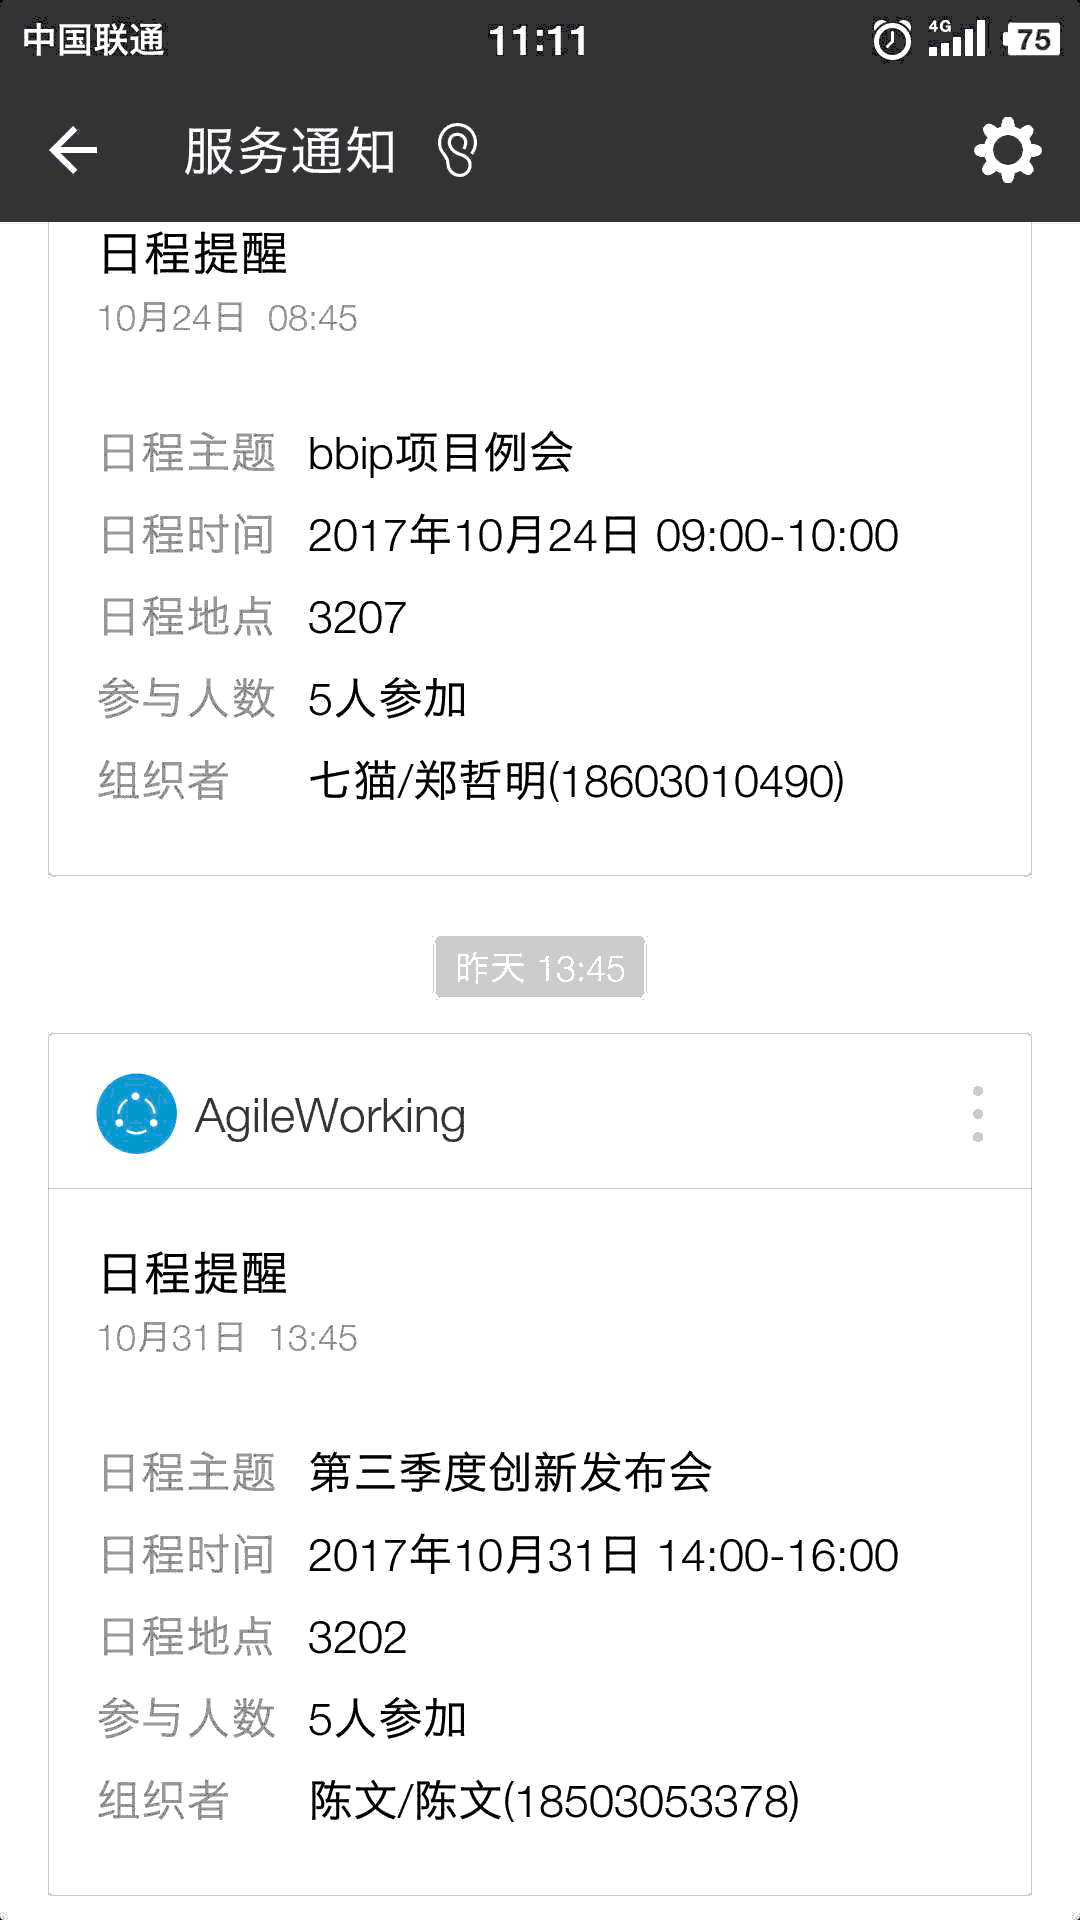 中国联通 11:11 4G 75
服务通知
日程提醒
10月24日 08:45
日程主题 bbip项目例会
日程时间 2017年10月24日 09:00-10:00
日程地点 3207
参与人数 5人参加
组织者 七猫/郑哲明(18603010490)
昨天 13:45
AgileWorking
日程提醒
10月31日 13:45
日程主题 第三季度创新发布会
日程时间 2017年10月31日 14:00-16:00
日程地点 3202
参与人数 5人参加
组织者 陈文/陈文(18503053378)